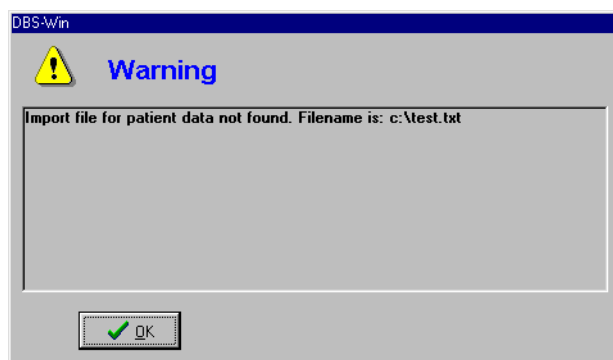 DBS-Win
Warning
Import file for patient data not found. Filename is: c:\test.txt
OK